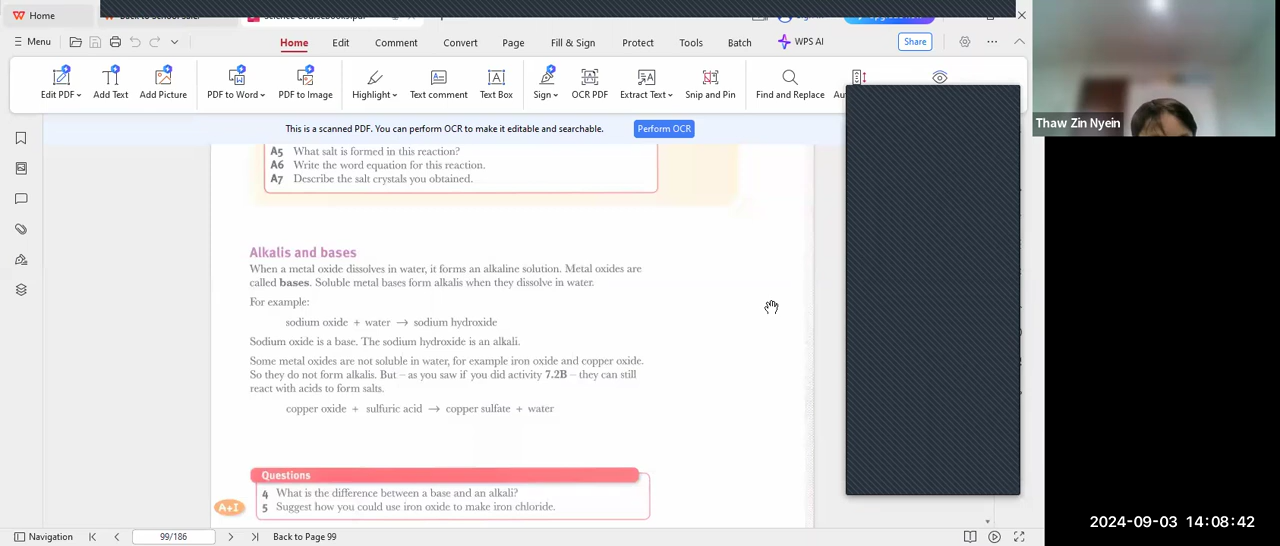 Home
Menu
Home Edit Comment Convert Page Fill & Sign Protect Tools Batch WPS AI Share
Edit PDF Add Text Add Picture PDF to Word PDF to Image Highlight Text comment Text Box Sign OCR PDF Extract Text Snip and Pin Find and Replace
Thaw Zin Nyein
This is a scanned PDF. You can perform OCR to make it editable and searchable. Perform OCR
A5 What salt is formed in this reaction?
A6 Write the word equation for this reaction.
A7 Describe the salt crystals you obtained.
Alkalis and bases
When a metal oxide dissolves in water, it forms an alkaline solution. Metal oxides are
called bases. Soluble metal bases form alkalis when they dissolve in water.
For example:
sodium oxide + water → sodium hydroxide
Sodium oxide is a base. The sodium hydroxide is an alkali.
Some metal oxides are not soluble in water, for example iron oxide and copper oxide.
So they do not form alkalis. But – as you saw if you did activity 7.2B – they can still
react with acids to form salts.
copper oxide + sulfuric acid → copper sulfate + water
Questions
4 What is the difference between a base and an alkali?
A+I 5 Suggest how you could use iron oxide to make iron chloride.
Navigation 99/186 Back to Page 99
2024-09-03 14:08:42